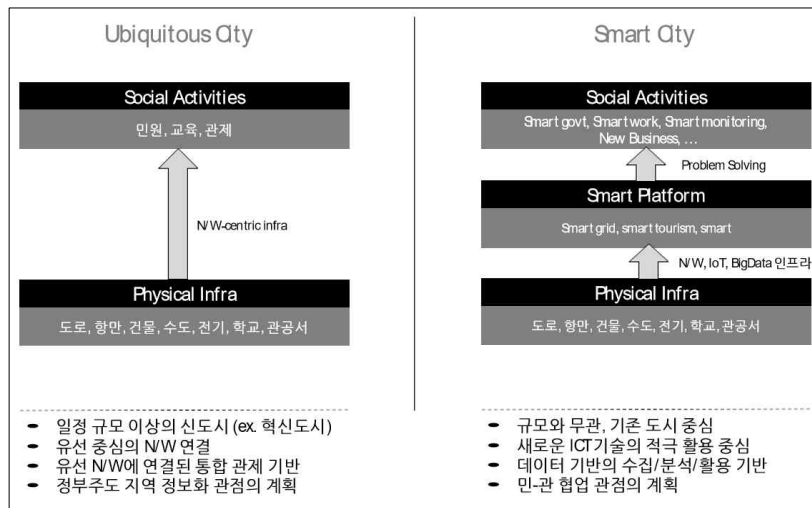 Ubiquitous City
Social Activities
민원, 교육, 관제
N/W-centric infra
Physical Infra
도로, 항만, 건물, 수도, 전기, 학교, 관공서
• 일정 규모 이상의 신도시 (ex. 혁신도시)
• 유선 중심의 N/W 연결
• 유선 N/W에 연결된 통합 관제 기반
• 정부주도 지역 정보화 관점의 계획
Smart City
Social Activities
Smart govt, Smart work, Smart monitoring,
New Business, ...
Problem Solving
Smart Platform
Smart grid, smart tourism, smart
N/W, IoT, BigData 인프라
Physical Infra
도로, 항만, 건물, 수도, 전기, 학교, 관공서
• 규모와 무관, 기존 도시 중심
• 새로운 ICT기술의 적극 활용 중심
• 데이터 기반의 수집/분석/활용 기반
• 민-관 협업 관점의 계획